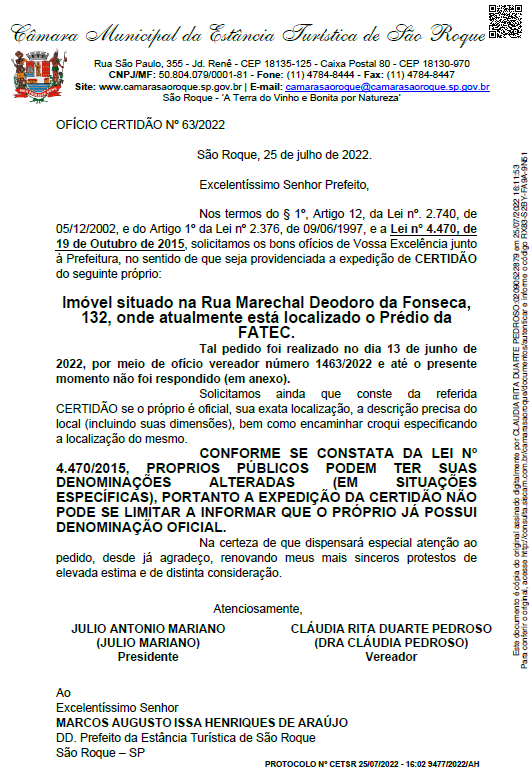 Câmara Municipal da Estância Turística de São Roque
Rua São Paulo, 355 - Jd. Renê - CEP 18135-125 - Caixa Postal 80 - CEP 18130-970
CNPJ/MF: 50.804.079/0001-81 - Fone: (11) 4784-8444 - Fax: (11) 4784-8447
Site: www.camarasaoroque.sp.gov.br | E-mail: camarasaoroque@camarasaoroque.sp.gov.br
São Roque - 'A Terra do Vinho e Bonita por Natureza'
OFÍCIO CERTIDÃO Nº 63/2022
São Roque, 25 de julho de 2022.
Excelentíssimo Senhor Prefeito,
Nos termos do § 1º, Artigo 12, da Lei nº. 2.740, de
05/12/2002, e do Artigo 1º da Lei nº 2.376, de 09/06/1997, e a Lei nº 4.470, de
19 de Outubro de 2015, solicitamos os bons ofícios de Vossa Excelência junto
à Prefeitura, no sentido de que seja providenciada a expedição de CERTIDÃO
do seguinte próprio:
Imóvel situado na Rua Marechal Deodoro da Fonseca,
132, onde atualmente está localizado o Prédio da
FATEC.
Tal pedido foi realizado no dia 13 de junho de
2022, por meio de ofício vereador número 1463/2022 e até o presente
momento não foi respondido (em anexo).
Solicitamos ainda que conste da referida
CERTIDÃO se o próprio é oficial, sua exata localização, a descrição precisa do
local (incluindo suas dimensões), bem como encaminhar croqui especificando
a localização do mesmo.
CONFORME SE CONSTATA DA LEI Nº
4.470/2015, PROPRIOS PÚBLICOS PODEM TER SUAS
DENOMINAÇÕES ALTERADAS (EM SITUAÇÕES
ESPECÍFICAS), PORTANTO A EXPEDIÇÃO DA CERTIDÃO NÃO
PODE SE LIMITAR A INFORMAR QUE O PRÓPRIO JÁ POSSUI
DENOMINAÇÃO OFICIAL.
Na certeza de que dispensará especial atenção ao
pedido, desde já agradeço, renovando meus mais sinceros protestos de
elevada estima e de distinta consideração.
Atenciosamente,
JULIO ANTONIO MARIANO CLÁUDIA RITA DUARTE PEDROSO
(JULIO MARIANO) (DRA CLÁUDIA PEDROSO)
Presidente Vereador
Ao
Excelentíssimo Senhor
MARCOS AUGUSTO ISSA HENRIQUES DE ARAÚJO
DD. Prefeito da Estância Turística de São Roque
São Roque – SP
PROTOCOLO Nº CETSR 25/07/2022 - 16:02 9477/2022/AH
Este documento é cópia do original assinado digitalmente por CLAUDIA RITA DUARTE PEDROSO:02090522879 em 25/07/2022 16:11:53
Para conferir o original, acesse http://consulta.siscam.com.br/camarasaoroque/documentos/autenticar e informe o código RX83-S2BY-FA9A-9N51